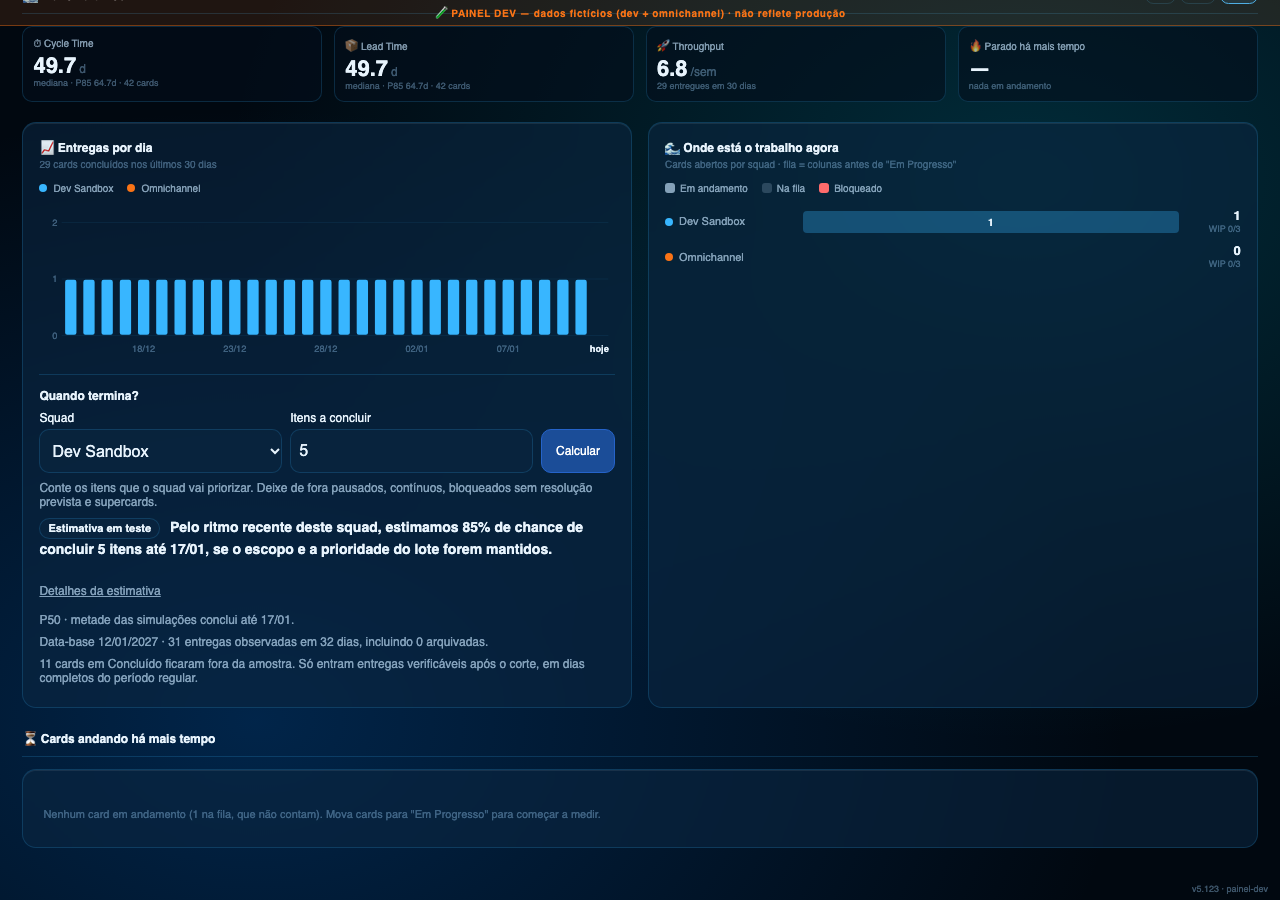 PAINEL DEV — dados fictícios (dev + omnichannel) · não reflete produção
Cycle Time
49.7 d
mediana · P85 64.7d · 42 cards
Lead Time
49.7 d
mediana · P85 64.7d · 42 cards
Throughput
6.8 /sem
29 entregues em 30 dias
Parado há mais tempo
—
nada em andamento
Entregas por dia
29 cards concluídos nos últimos 30 dias
Dev Sandbox
Omnichannel
2
1
0
18/12
23/12
28/12
02/01
07/01
hoje
Quando termina?
Squad
Itens a concluir
Dev Sandbox
5
Calcular
Conte os itens que o squad vai priorizar. Deixe de fora pausados, contínuos, bloqueados sem resolução
prevista e supercards.
Estimativa em teste Pelo ritmo recente deste squad, estimamos 85% de chance de
concluir 5 itens até 17/01, se o escopo e a prioridade do lote forem mantidos.
Detalhes da estimativa
P50 · metade das simulações conclui até 17/01.
Data-base 12/01/2027 · 31 entregas observadas em 32 dias, incluindo 0 arquivadas.
11 cards em Concluído ficaram fora da amostra. Só entram entregas verificáveis após o corte, em dias
completos do período regular.
Onde está o trabalho agora
Cards abertos por squad · fila = colunas antes de "Em Progresso"
Em andamento
Na fila
Bloqueado
Dev Sandbox
1
1
WIP 0/3
Omnichannel
0
WIP 0/3
Cards andando há mais tempo
Nenhum card em andamento (1 na fila, que não contam). Mova cards para "Em Progresso" para começar a medir.
v5.123 · painel-dev